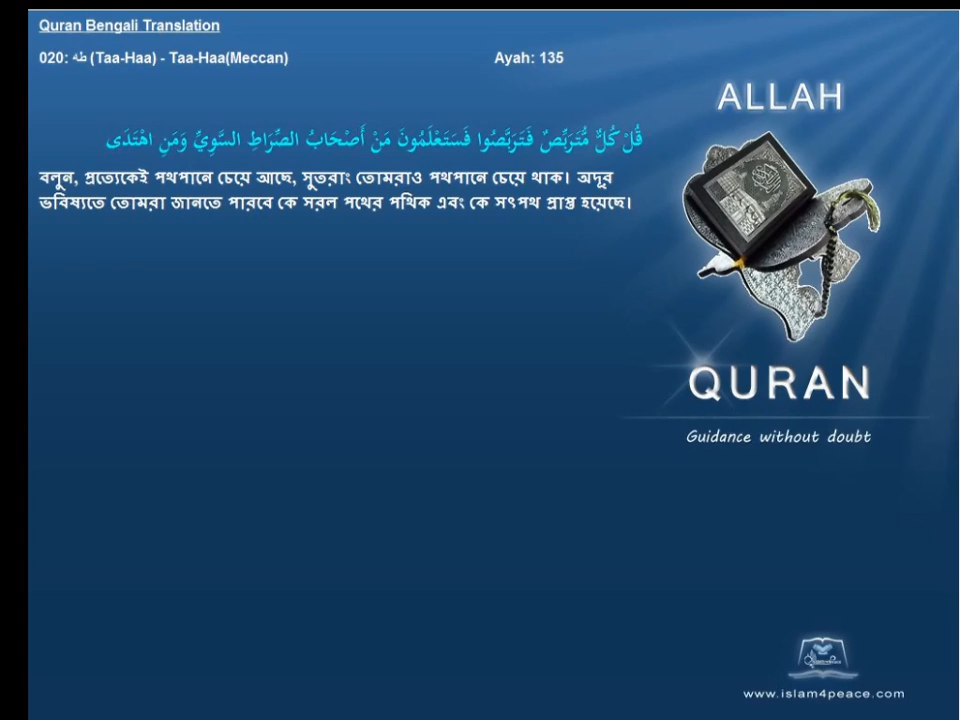 Quran Bengali Translation
020: طه (Taa-Haa) - Taa-Haa(Meccan) Ayah: 135
قُلْ كُلٌّ مُّتَرَبِّصٌ فَتَرَبَّصُوا فَسَتَعْلَمُونَ مَنْ أَصْحَابُ الصِّرَاطِ السَّوِيِّ وَمَنِ اهْتَدَى
বলুন, প্রত্যেকেই পথপানে চেয়ে আছে, সুতরাং তোমরাও পথপানে চেয়ে থাক। অদূর
ভবিষ্যতে তোমরা জানতে পারবে কে সরল পথের পথিক এবং কে সৎপথ প্রাপ্ত হয়েছে।
ALLAH
QURAN
Guidance without doubt
www.islam4peace.com